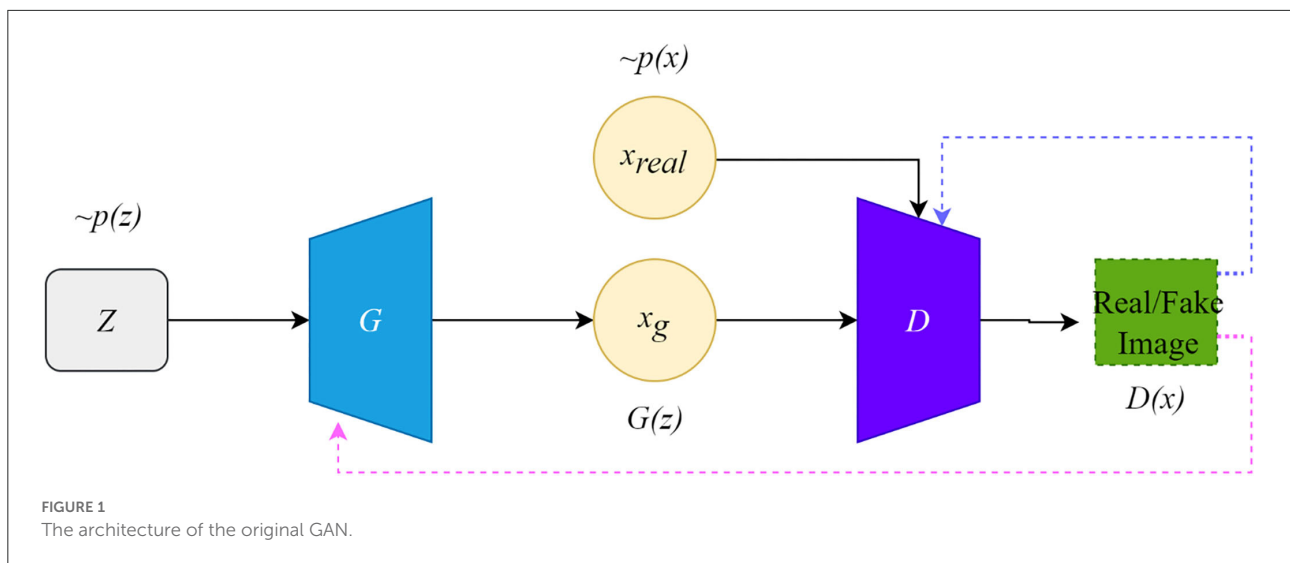 ~p(x)
x_real
~p(z)
Z
G
x_g
D
Real/Fake
Image
G(z)
D(x)
FIGURE 1
The architecture of the original GAN.